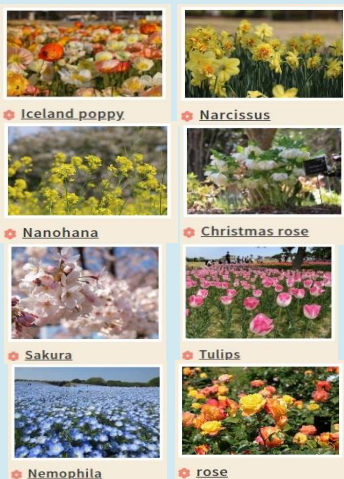 Iceland poppy
Narcissus
Nanohana
Christmas rose
Sakura
Tulips
Nemophila
rose